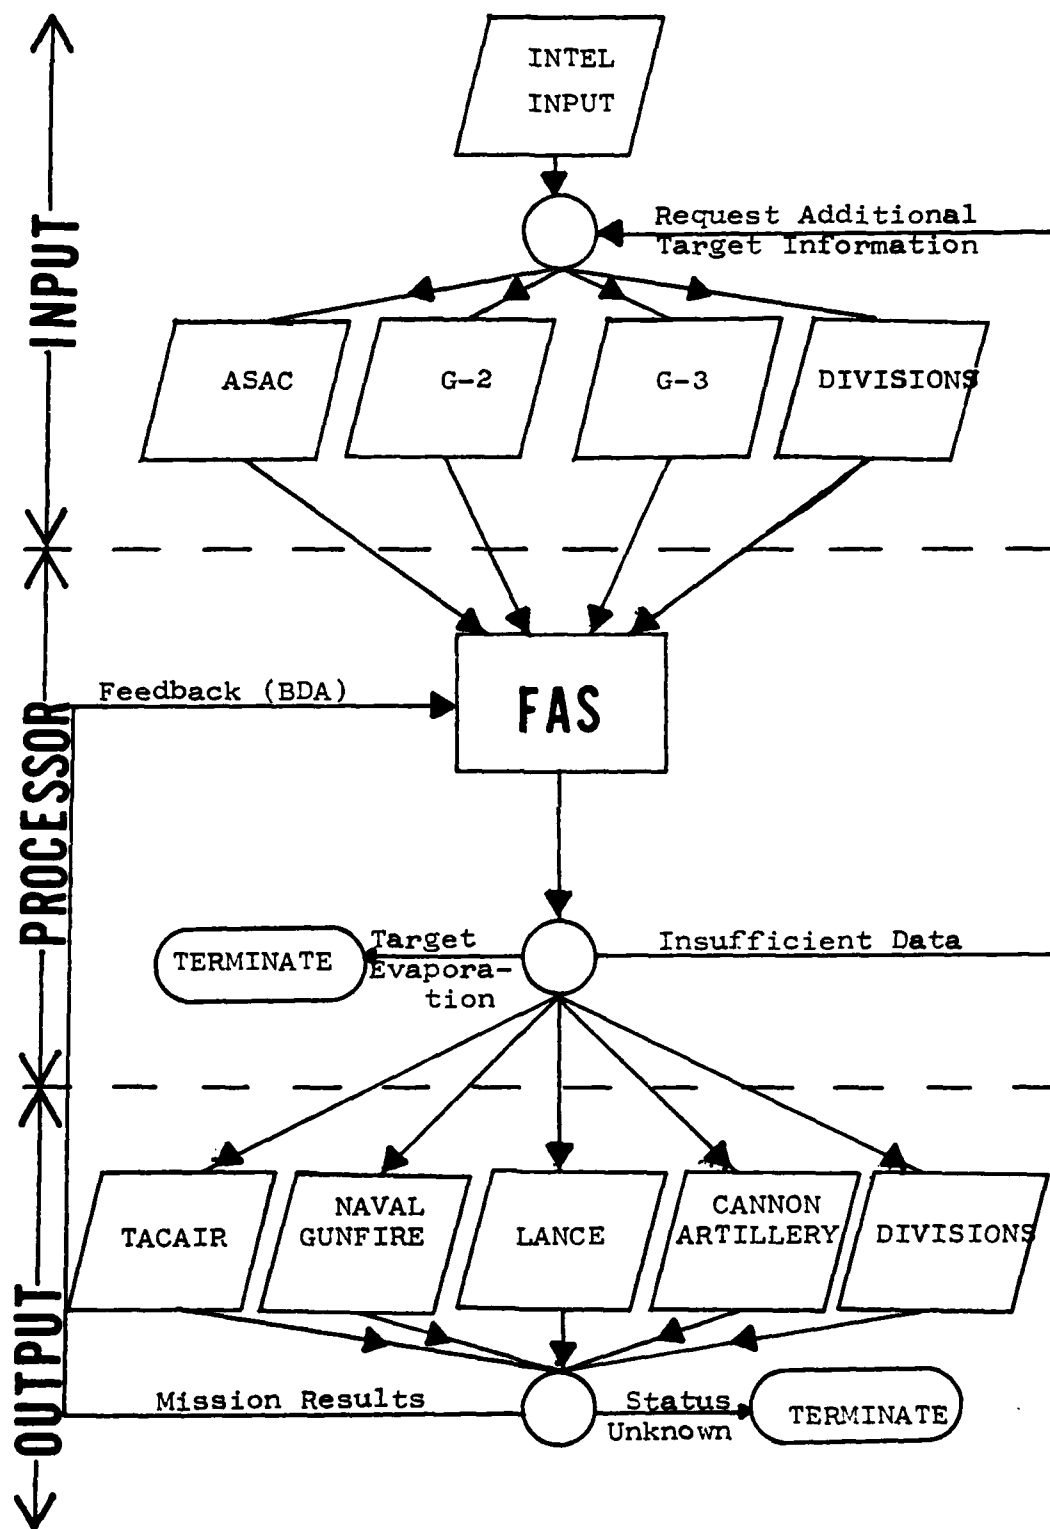 INTEL
INPUT
Request Additional
Target Information
INPUT
ASAC
G-2
G-3
DIVISIONS
Feedback (BDA)
FAS
PROCESSOR
TERMINATE
Target
Evapora-
tion
Insufficient Data
TACAIR
NAVAL
GUNFIRE
LANCE
CANNON
ARTILLERY
DIVISIONS
OUTPUT
Mission Results
Status
Unknown
TERMINATE